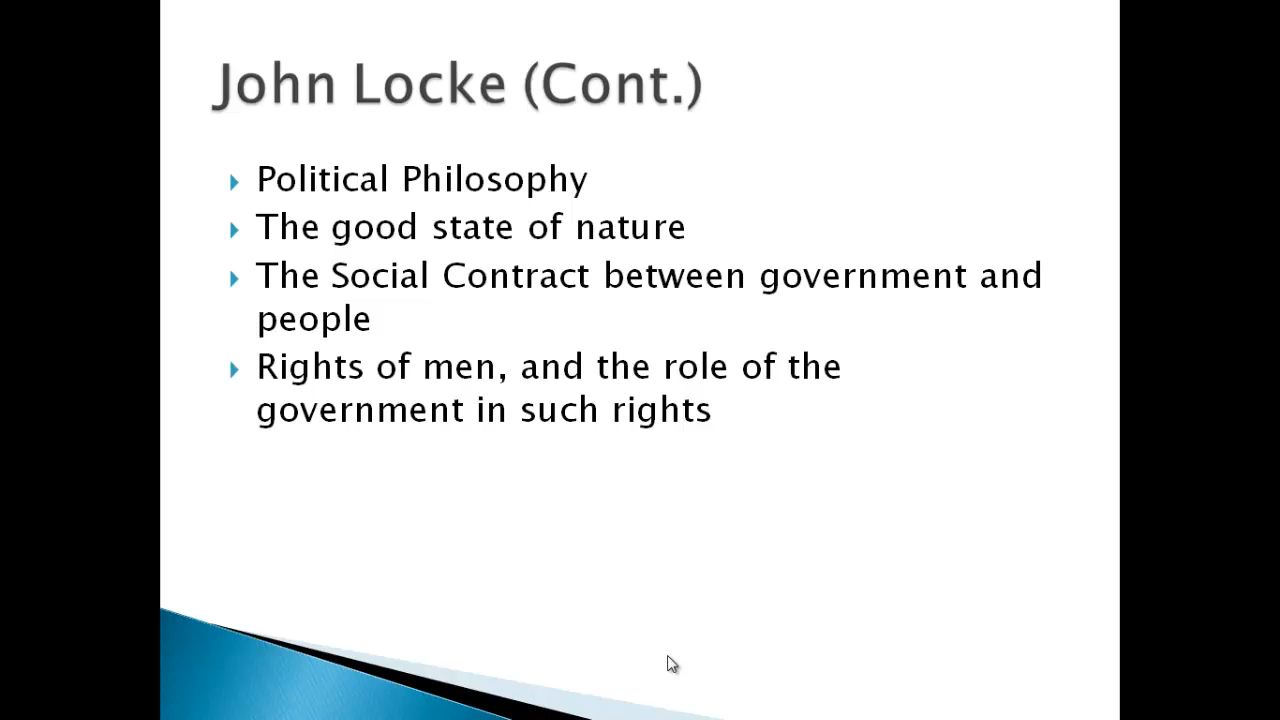 John Locke (Cont.)
Political Philosophy
The good state of nature
The Social Contract between government and
people
Rights of men, and the role of the
government in such rights